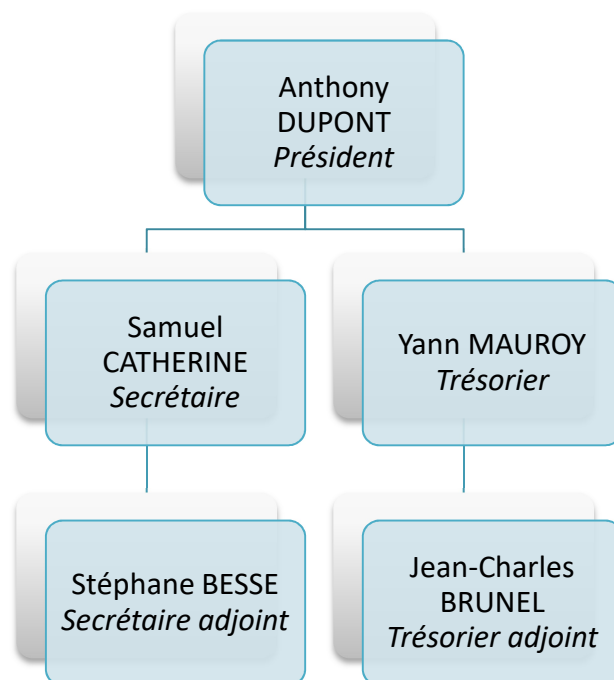 Anthony
DUPONT
Président
Samuel
CATHERINE
Secrétaire
Yann MAUROY
Trésorier
Stéphane BESSE
Secrétaire adjoint
Jean-Charles
BRUNEL
Trésorier adjoint